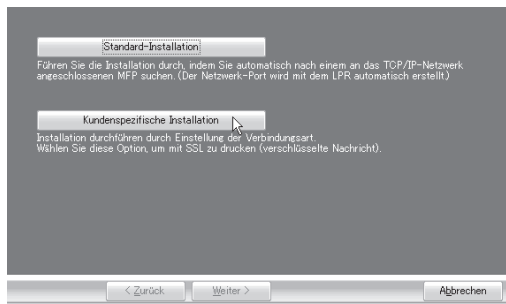 Standard-Installation
Führen Sie die Installation durch, indem Sie automatisch nach einem an das TCP/IP-Netzwerk
angeschlossenen MFP suchen. (Der Netzwerk-Port wird mit dem LPR automatisch erstellt.)
Kundenspezifische Installation
Installation durchführen durch Einstellung der Verbindungsart.
Wählen Sie diese Option, um mit SSL zu drucken (verschlüsselte Nachricht).
< Zurück
Weiter >
Abbrechen